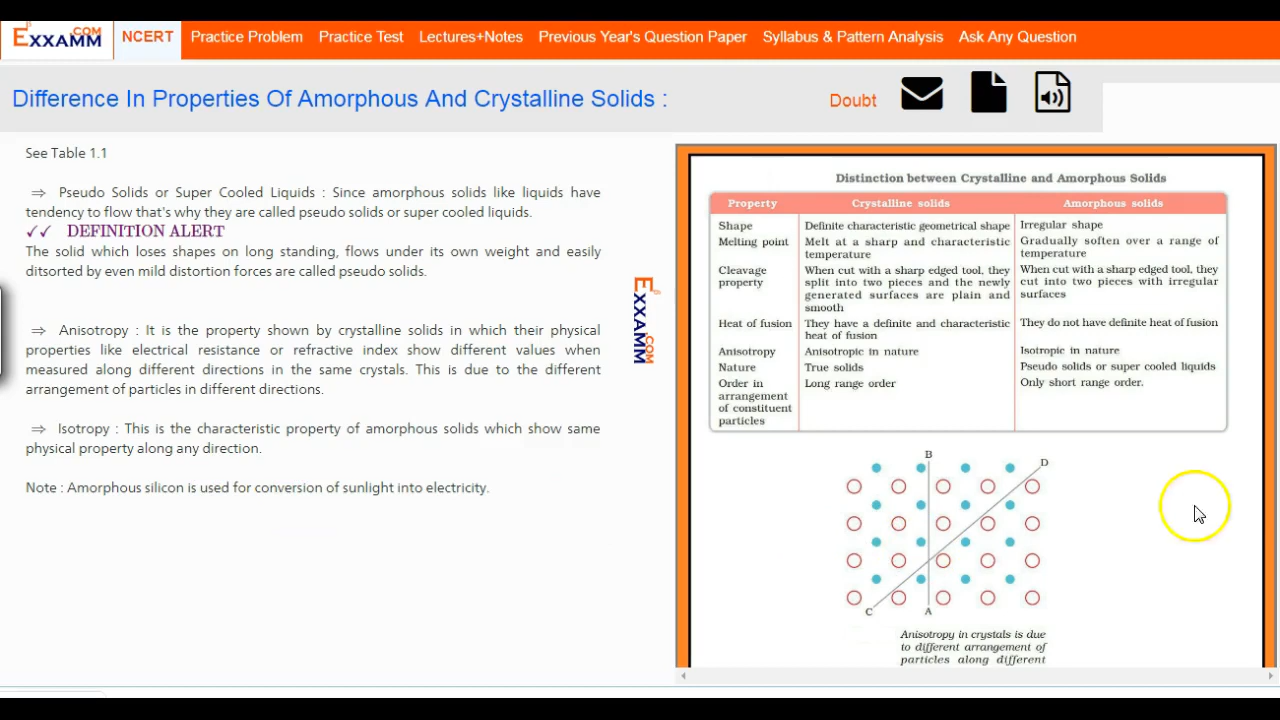 EXXAMM.COM
NCERT
Practice Problem
Practice Test
Lectures+Notes
Previous Year's Question Paper
Syllabus & Pattern Analysis
Ask Any Question
Difference In Properties Of Amorphous And Crystalline Solids :
Doubt
See Table 1.1
⇒ Pseudo Solids or Super Cooled Liquids : Since amorphous solids like liquids have
tendency to flow that's why they are called pseudo solids or super cooled liquids.
✓✓ DEFINITION ALERT
The solid which loses shapes on long standing, flows under its own weight and easily
ditsorted by even mild distortion forces are called pseudo solids.
⇒ Anisotropy : It is the property shown by crystalline solids in which their physical
properties like electrical resistance or refractive index show different values when
measured along different directions in the same crystals. This is due to the different
arrangement of particles in different directions.
⇒ Isotropy : This is the characteristic property of amorphous solids which show same
physical property along any direction.
Note : Amorphous silicon is used for conversion of sunlight into electricity.
EXXAMM.COM
Distinction between Crystalline and Amorphous Solids
Property Crystalline solids Amorphous solids
Shape Definite characteristic geometrical shape Irregular shape
Melting point Melt at a sharp and characteristic Gradually soften over a range of
temperature temperature
Cleavage When cut with a sharp edged tool, they When cut with a sharp edged tool, they
property split into two pieces and the newly cut into two pieces with irregular
generated surfaces are plain and surfaces
smooth
Heat of fusion They have a definite and characteristic They do not have definite heat of fusion
heat of fusion
Anisotropy Anisotropic in nature Isotropic in nature
Nature True solids Pseudo solids or super cooled liquids
Order in Long range order Only short range order.
arrangement
of constituent
particles
B
D
C
A
Anisotropy in crystals is due
to different arrangement of
particles along different